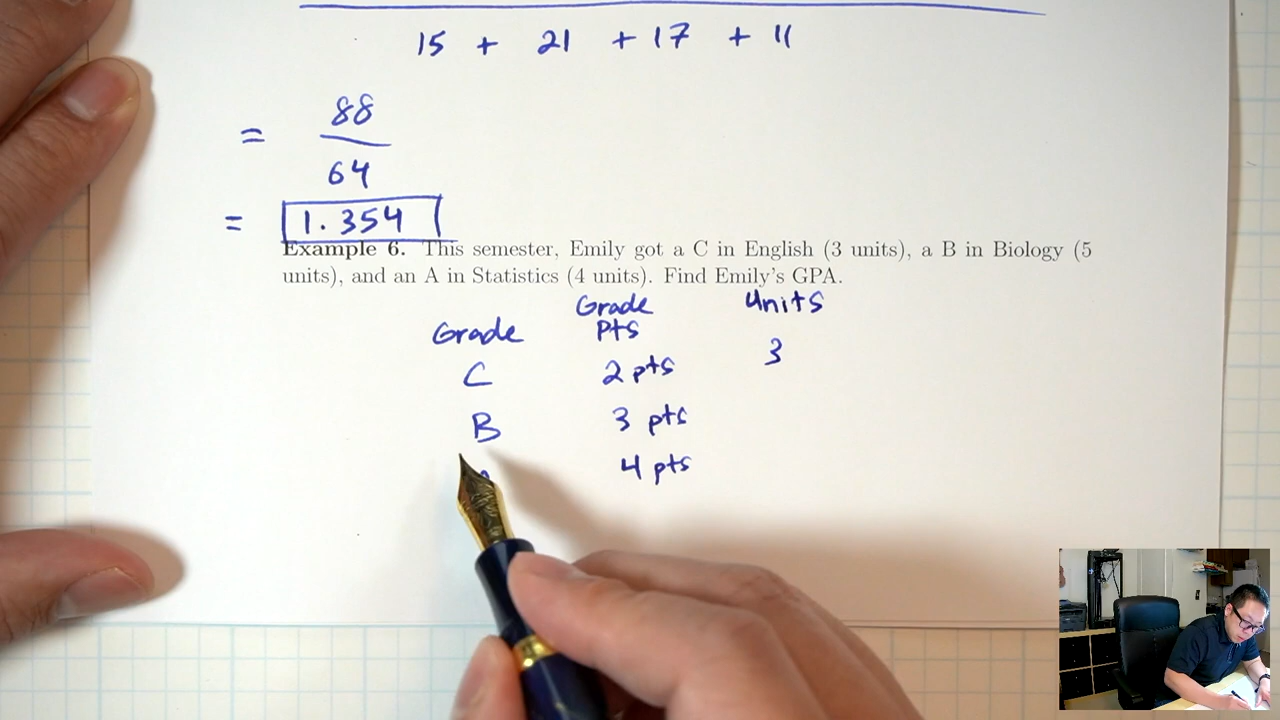 15 + 21 + 17 + 11
= 88
64
= 1.354
Example 6. This semester, Emily got a C in English (3 units), a B in Biology (5
units), and an A in Statistics (4 units). Find Emily's GPA.
Grade Grade Pts Units
C 2 pts 3
B 3 pts
4 pts